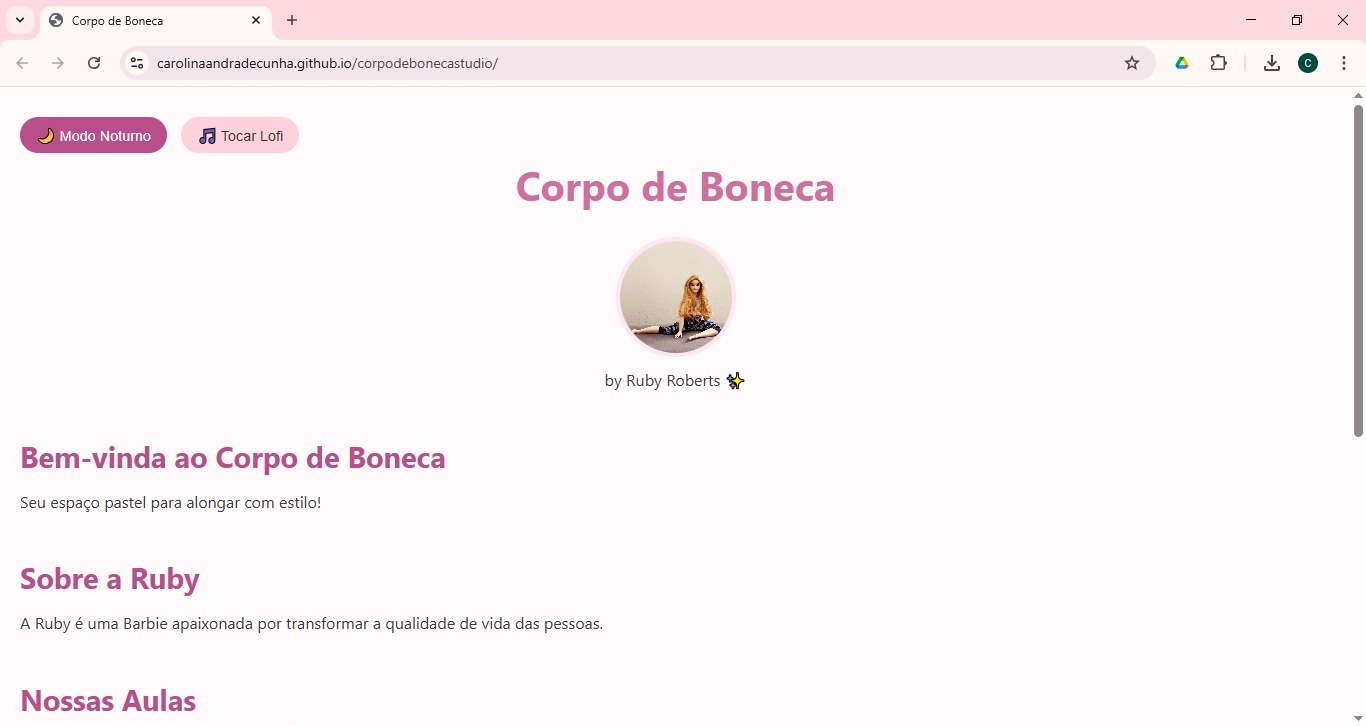 Corpo de Boneca
carolinaandradecunha.github.io/corpodebonecastudio/
C
🌙 Modo Noturno
🎵 Tocar Lofi
Corpo de Boneca
by Ruby Roberts ✨
Bem-vinda ao Corpo de Boneca
Seu espaço pastel para alongar com estilo!
Sobre a Ruby
A Ruby é uma Barbie apaixonada por transformar a qualidade de vida das pessoas.
Nossas Aulas